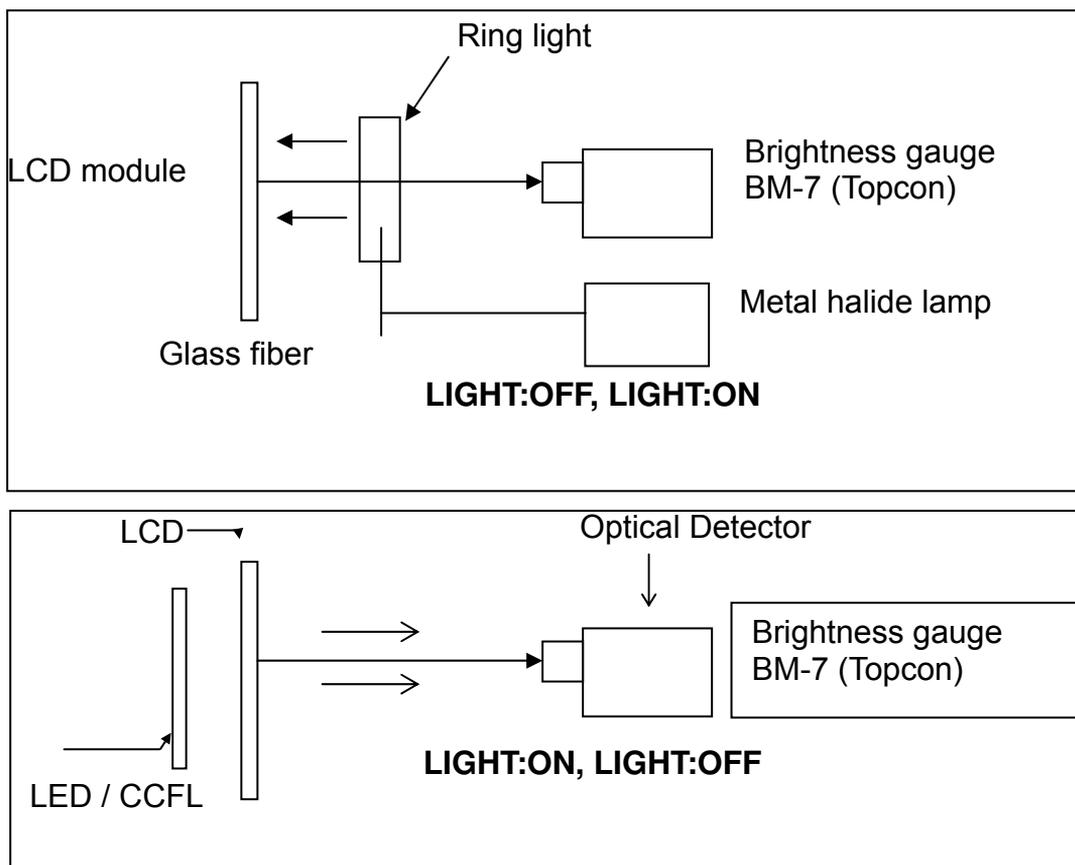 Ring light
LCD module
Brightness gauge
BM-7 (Topcon)
Metal halide lamp
Glass fiber
LIGHT:OFF, LIGHT:ON
LCD
Optical Detector
Brightness gauge
BM-7 (Topcon)
LIGHT:ON, LIGHT:OFF
LED / CCFL